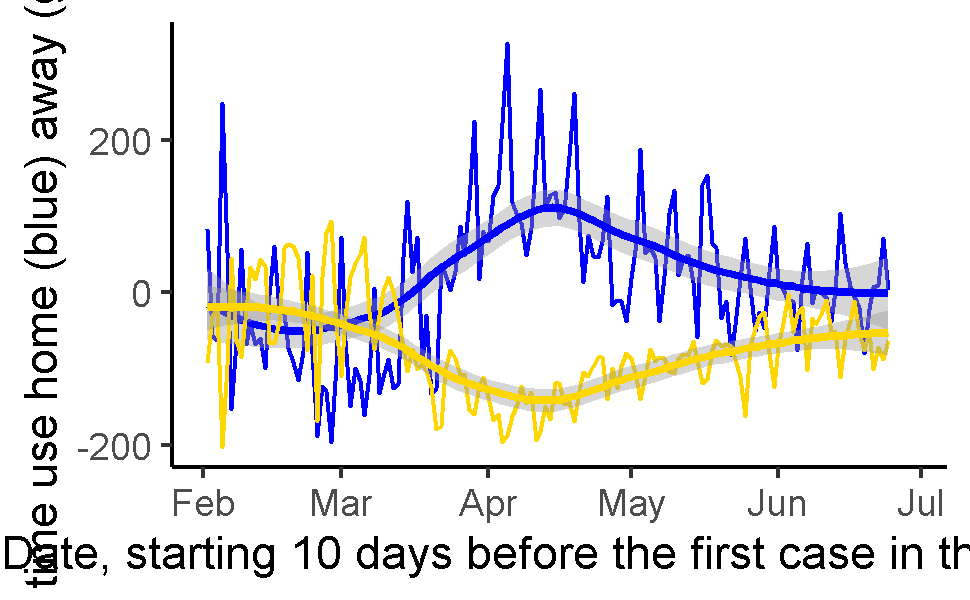 time use home (blue) away (
200
0
-200
Feb Mar Apr May Jun Jul
Date, starting 10 days before the first case in th